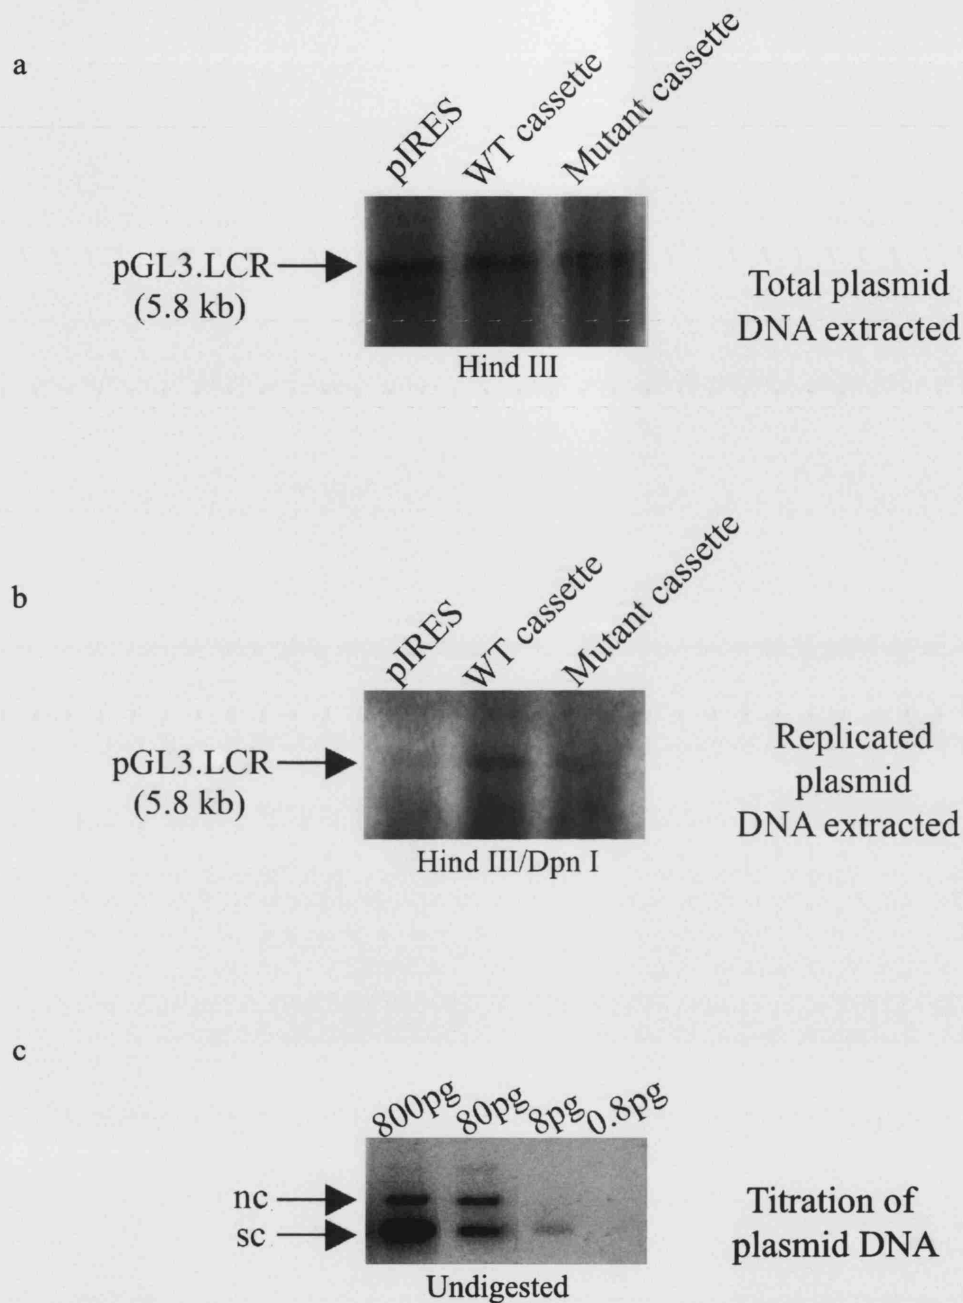 a
pIRES
WT cassette
Mutant cassette
pGL3.LCR
(5.8 kb)
Total plasmid
DNA extracted
Hind III
b
pIRES
WT cassette
Mutant cassette
pGL3.LCR
(5.8 kb)
Replicated
plasmid
DNA extracted
Hind III/Dpn I
c
800pg
80pg
8pg
0.8pg
nc
sc
Titration of
plasmid DNA
Undigested